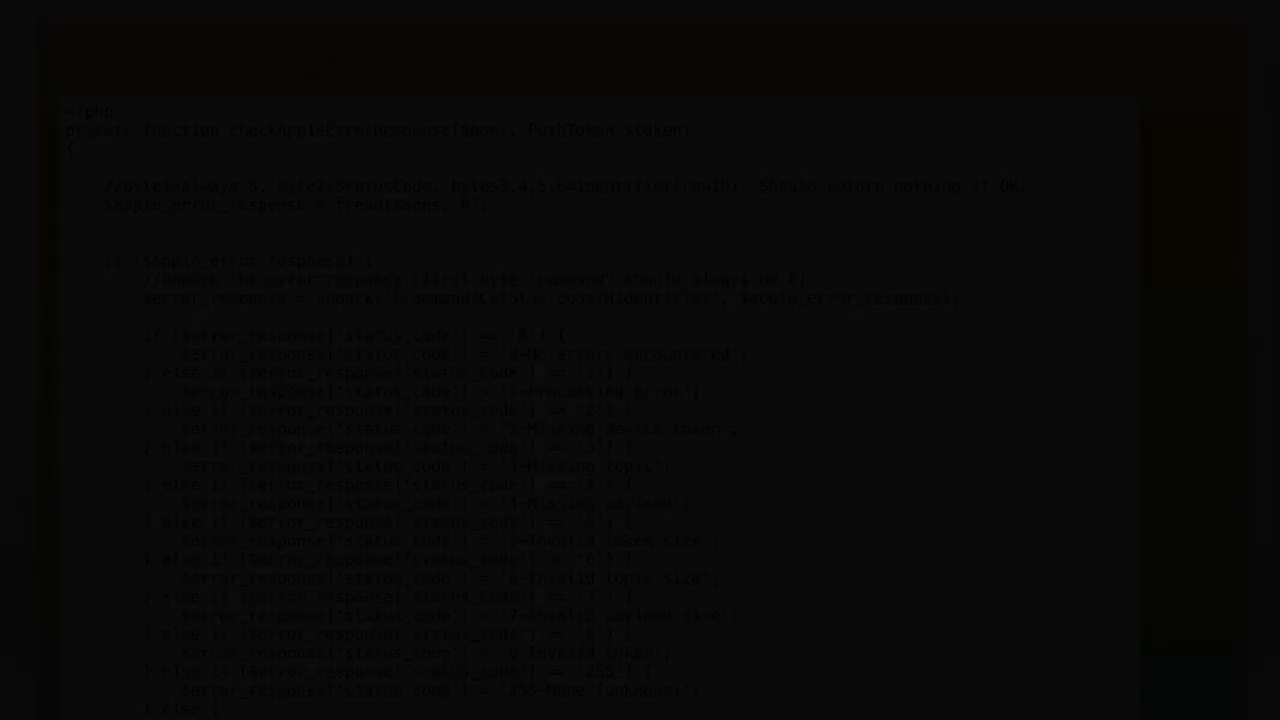 <?php
private function checkAppleErrorResponse($apns, PushToken $token)
{
//byte1=always 8, byte2=StatusCode, bytes3,4,5,6=identifier(rowID). Should return nothing if OK.
$apple_error_response = fread($apns, 6);
if ($apple_error_response) {
//unpack the error response (first byte 'command" should always be 8)
$error_response = unpack('Ccommand/Cstatus_code/Nidentifier', $apple_error_response);
if ($error_response['status_code'] == '0') {
$error_response['status_code'] = '0-No errors encountered';
} else if ($error_response['status_code'] == '1') {
$error_response['status_code'] = '1-Processing error';
} else if ($error_response['status_code'] == '2') {
$error_response['status_code'] = '2-Missing device token';
} else if ($error_response['status_code'] == '3') {
$error_response['status_code'] = '3-Missing topic';
} else if ($error_response['status_code'] == '4') {
$error_response['status_code'] = '4-Missing payload';
} else if ($error_response['status_code'] == '5') {
$error_response['status_code'] = '5-Invalid token size';
} else if ($error_response['status_code'] == '6') {
$error_response['status_code'] = '6-Invalid topic size';
} else if ($error_response['status_code'] == '7') {
$error_response['status_code'] = '7-Invalid payload size';
} else if ($error_response['status_code'] == '8') {
$error_response['status_code'] = '8-Invalid token';
} else if ($error_response['status_code'] == '255') {
$error_response['status_code'] = '255-None (unknown)';
} else {